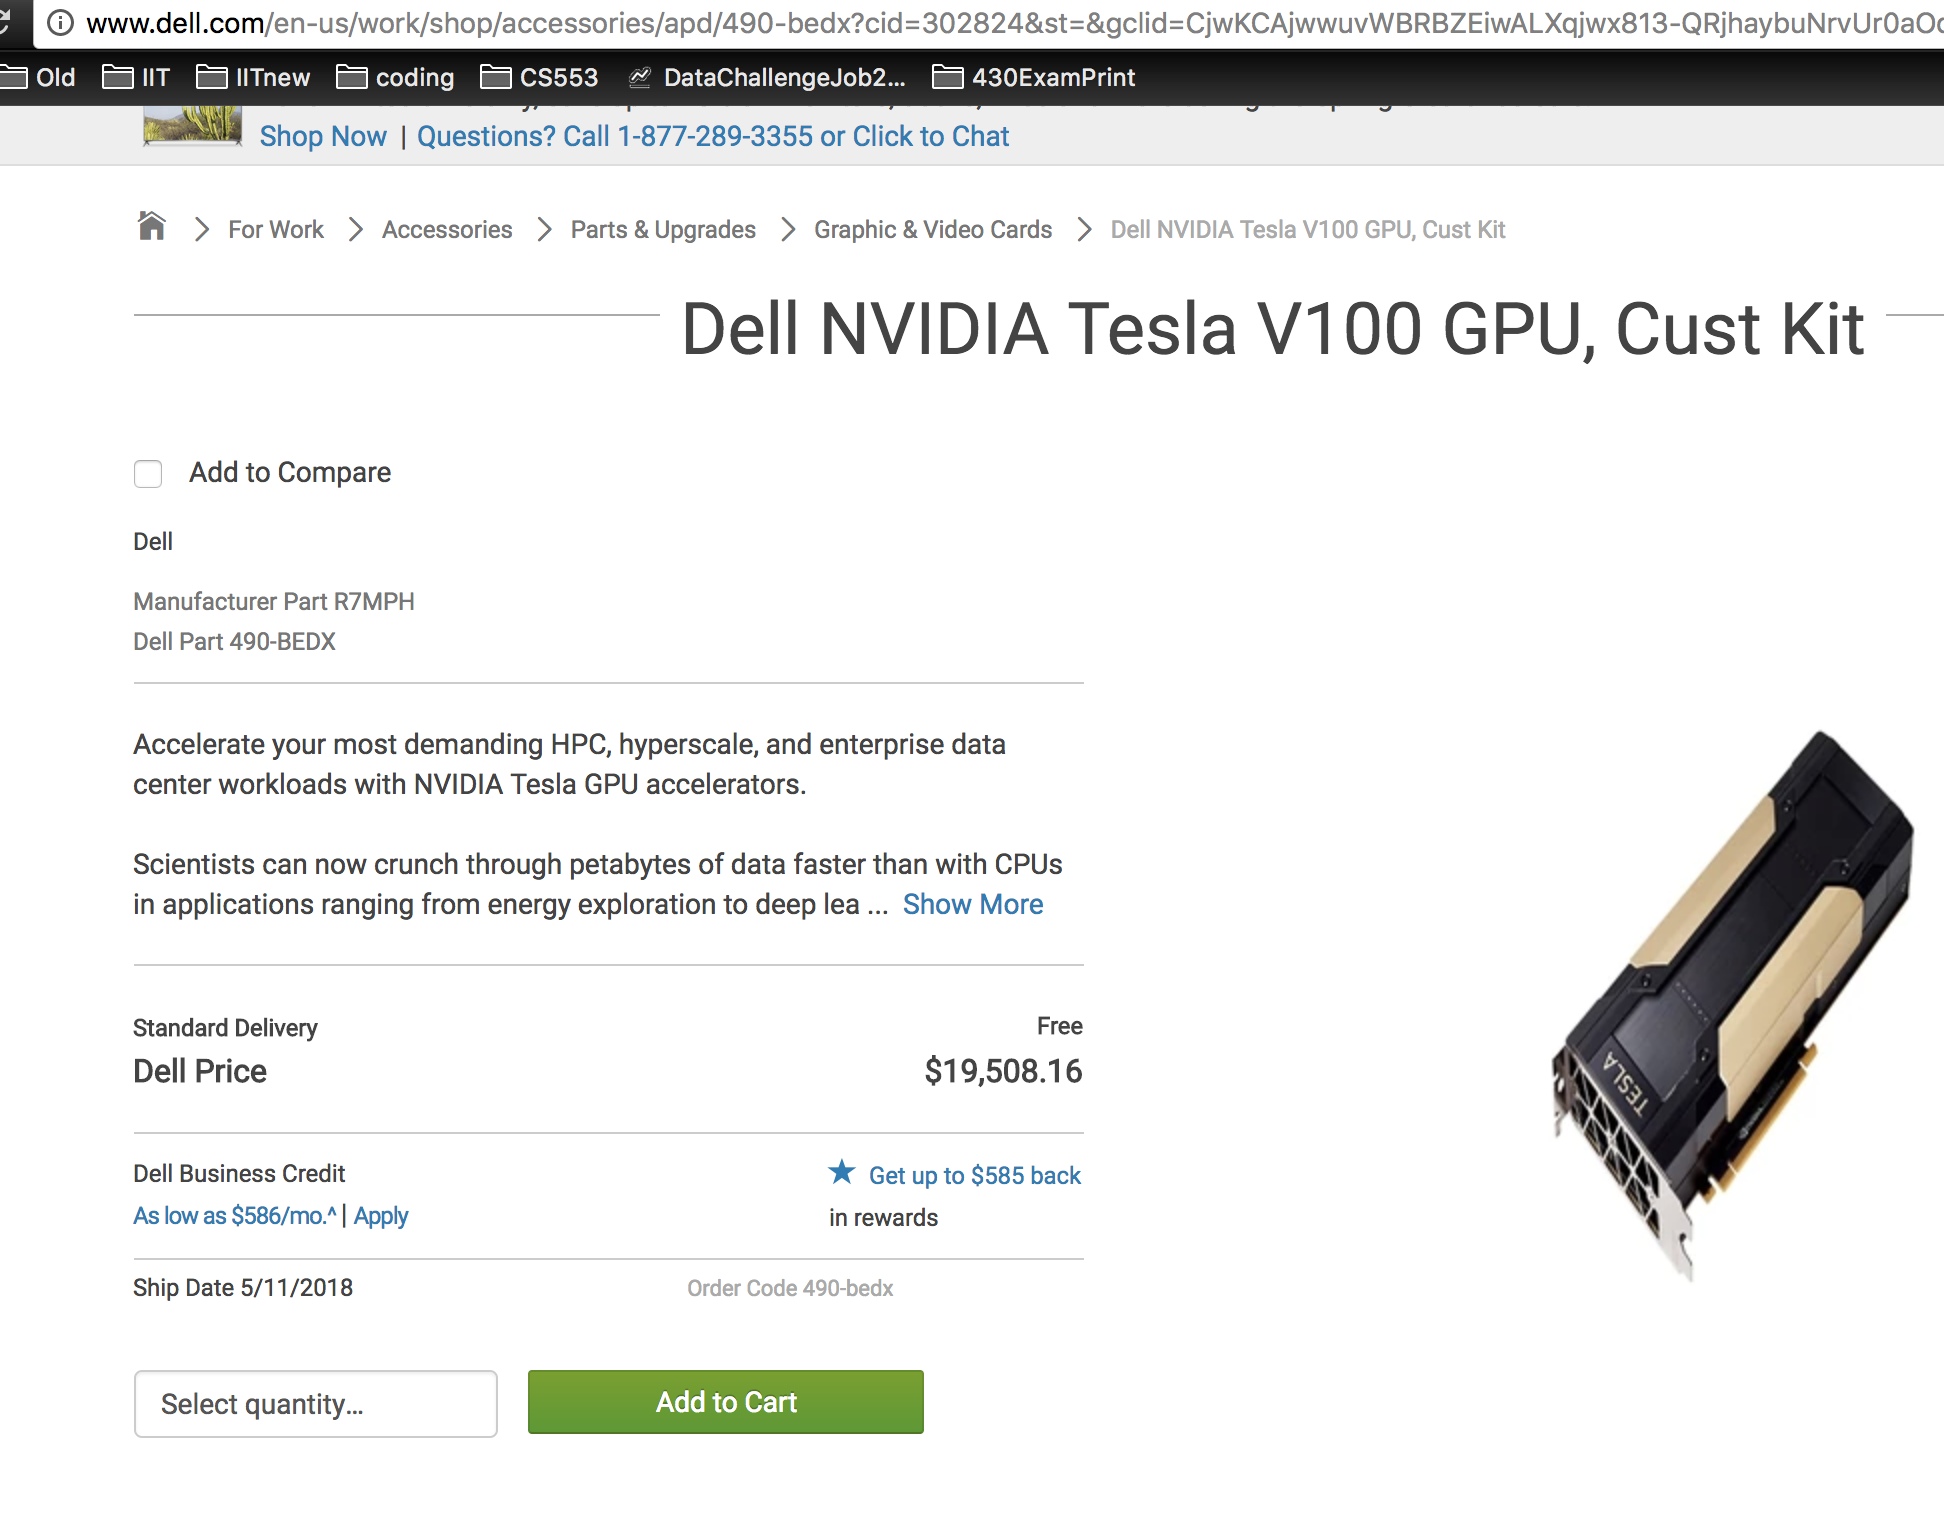 www.dell.com/en-us/work/shop/accessories/apd/490-bedx?cid=302824&st=&gclid=CjwKCAjwwuvWBRBZEiwALXqjwx813-QRjhaybuNrvUr0aO
Old IIT IITnew coding CS553 DataChallengeJob2... 430ExamPrint
Shop Now | Questions? Call 1-877-289-3355 or Click to Chat
For Work Accessories Parts & Upgrades Graphic & Video Cards Dell NVIDIA Tesla V100 GPU, Cust Kit
Dell NVIDIA Tesla V100 GPU, Cust Kit
Add to Compare
Dell
Manufacturer Part R7MPH
Dell Part 490-BEDX
Accelerate your most demanding HPC, hyperscale, and enterprise data
center workloads with NVIDIA Tesla GPU accelerators.
Scientists can now crunch through petabytes of data faster than with CPUs
in applications ranging from energy exploration to deep lea ... Show More
TESLA
Standard Delivery Free
Dell Price $19,508.16
Dell Business Credit
As low as $586/mo.^ | Apply
Get up to $585 back
in rewards
Ship Date 5/11/2018 Order Code 490-bedx
Select quantity... Add to Cart